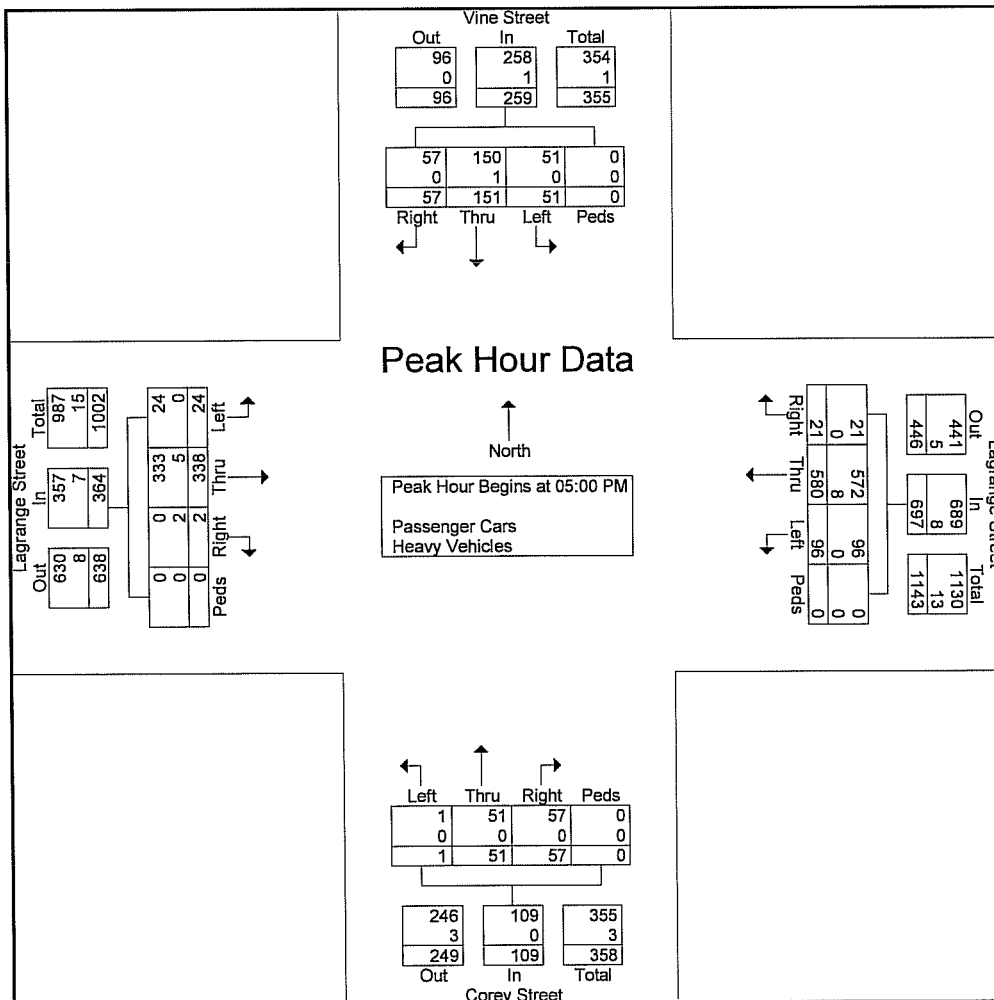 Vine Street
Out In Total
96 258 354
0 1 1
96 259 355
57 150 51 0
0 1 0 0
57 151 51 0
Right Thru Left Peds
Peak Hour Data
North
Peak Hour Begins at 05:00 PM
Passenger Cars
Heavy Vehicles
Lagrange Street
Out In Total
630 357 987
8 7 15
638 364 1002
0 0 333 24
0 2 5 0
0 2 338 24
Peds Right Thru Left
Lagrange Street
Out In Total
441 689 1130
5 8 13
446 697 1143
21 572 96 0
0 8 0 0
21 580 96 0
Right Thru Left Peds
Left Thru Right Peds
1 51 57 0
0 0 0 0
1 51 57 0
246 109 355
3 0 3
249 109 358
Out In Total
Corey Street